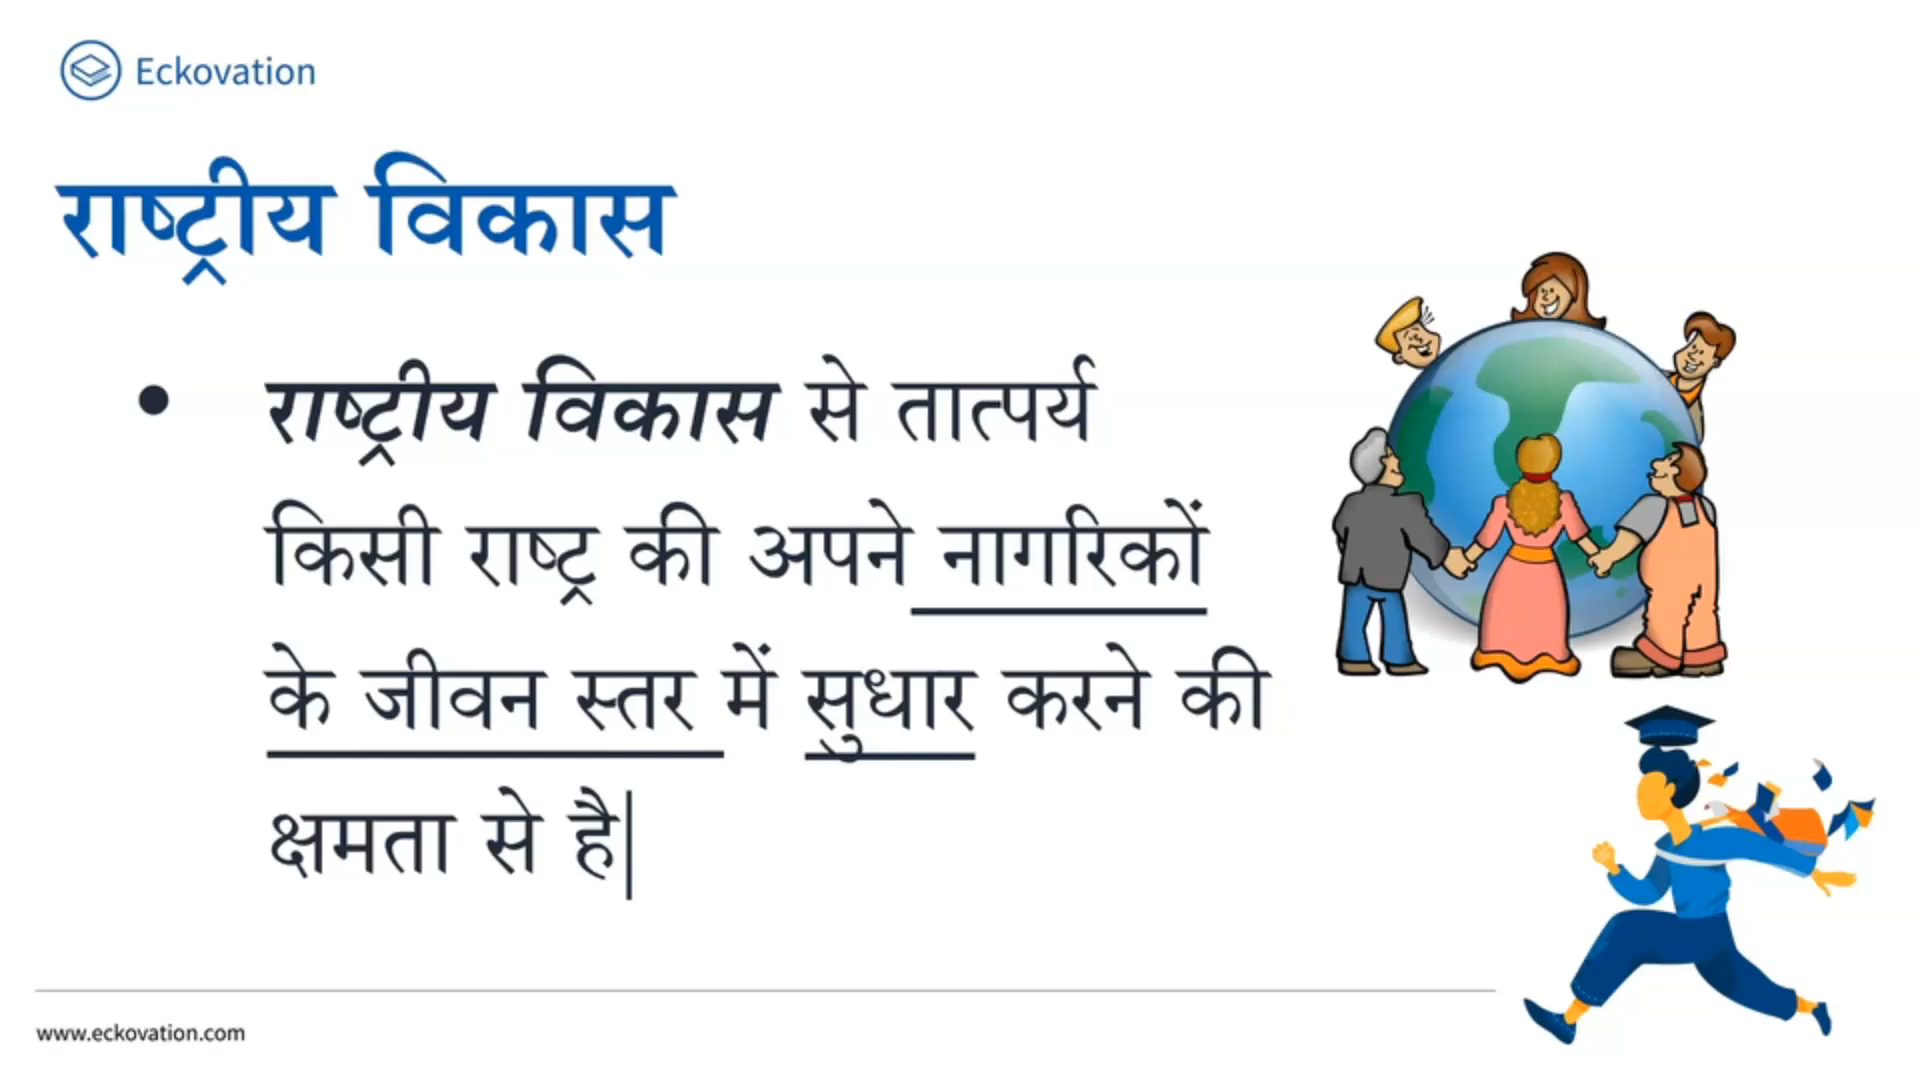 Eckovation
राष्ट्रीय विकास
• राष्ट्रीय विकास से तात्पर्य
किसी राष्ट्र की अपने नागरिकों
के जीवन स्तर में सुधार करने की
क्षमता से है|
www.eckovation.com